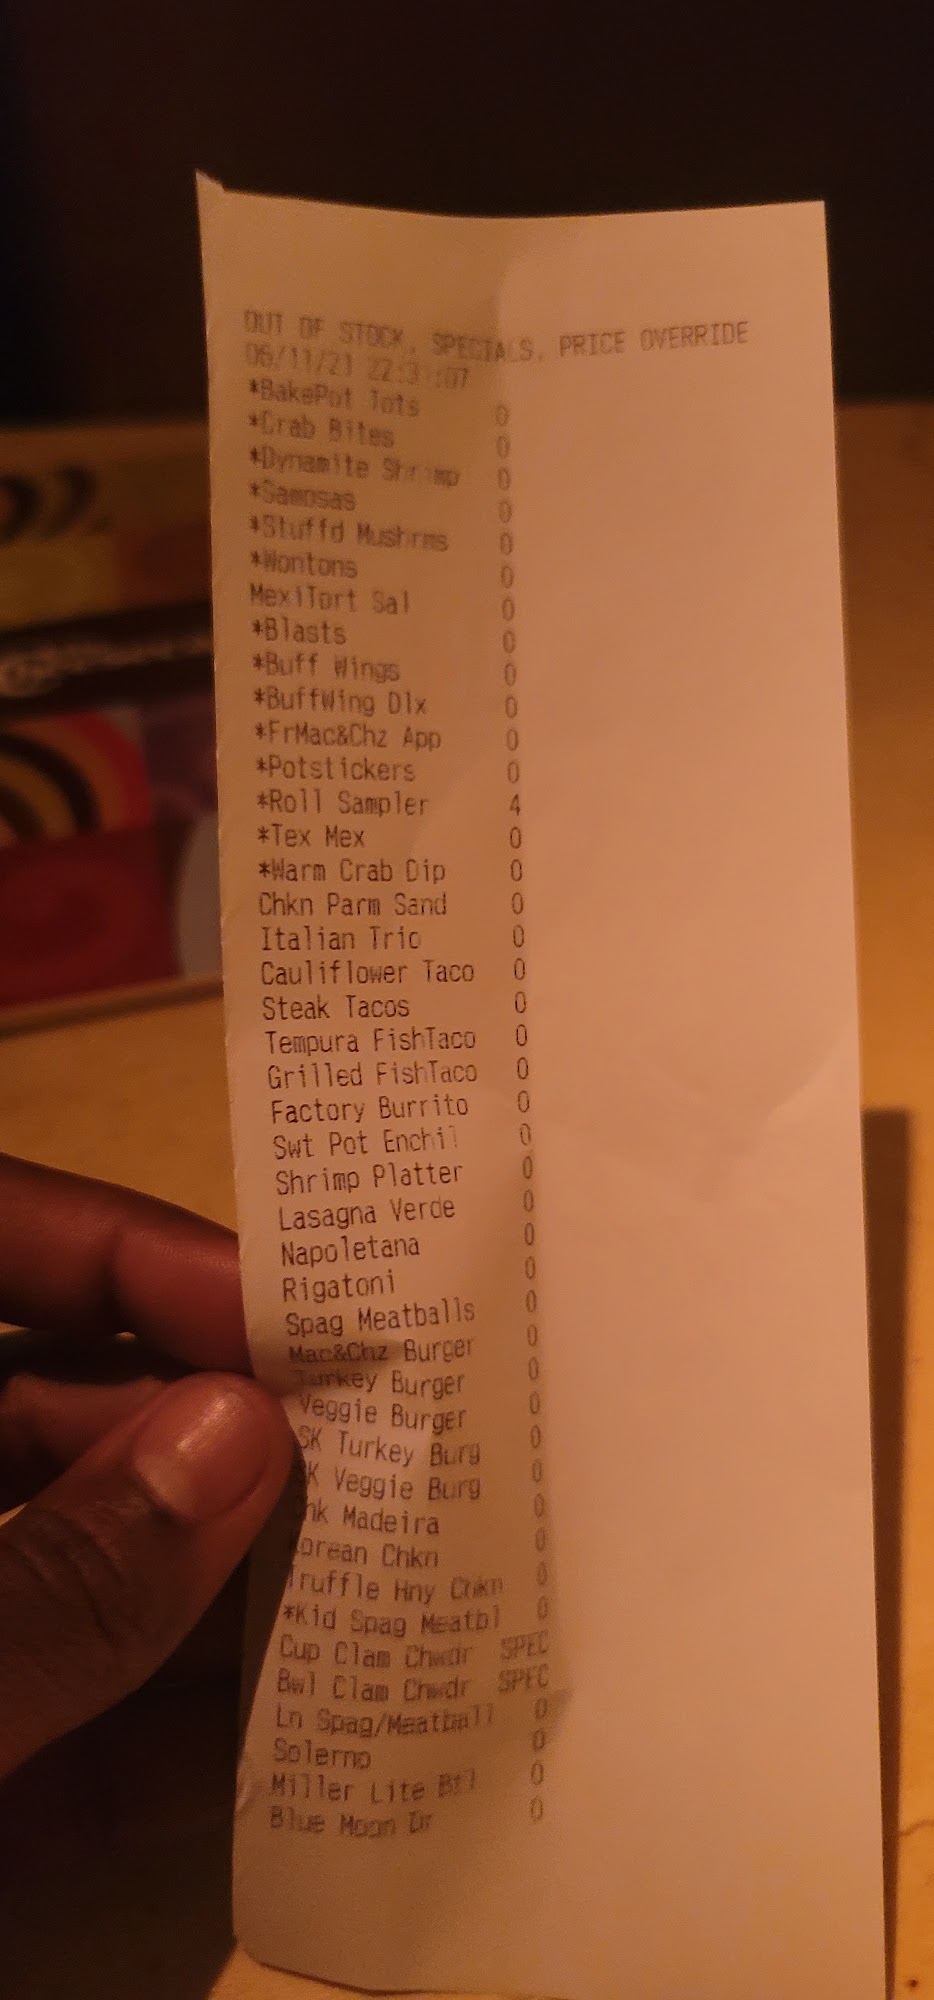 OUT OF STOCK, SPECIALS, PRICE OVERRIDE
06/11/21
*BakePot Tots 0
*Crab Bites 0
*Dynamite Shrimp 0
*Samosas 0
*Stuffd Mushrms 0
*Wontons 0
MexiTort Sal 0
*Blasts 0
*Buff Wings 0
*BuffWing Dlx 0
*FrMac&Chz App 0
*Potstickers 0
*Roll Sampler 4
*Tex Mex 0
*Warm Crab Dip 0
Chkn Parm Sand 0
Italian Trio 0
Cauliflower Taco 0
Steak Tacos 0
Tempura FishTaco 0
Grilled FishTaco 0
Factory Burrito 0
Swt Pot Enchil 0
Shrimp Platter 0
Lasagna Verde 0
Napoletana 0
Rigatoni 0
Spag Meatballs 0
Mac&Chz Burger 0
Turkey Burger 0
Veggie Burger 0
SK Turkey Burg 0
SK Veggie Burg 0
Madeira 0
Korean Chkn 0
Truffle Hny Chkn 0
*Kid Spag Meatbl 0
Cup Clam Chwdr SPEC
Bwl Clam Chwdr SPEC
Ln Spag/Meatball 0
Solerno 0
Miller Lite Btl 0
Blue Moon Dr 0